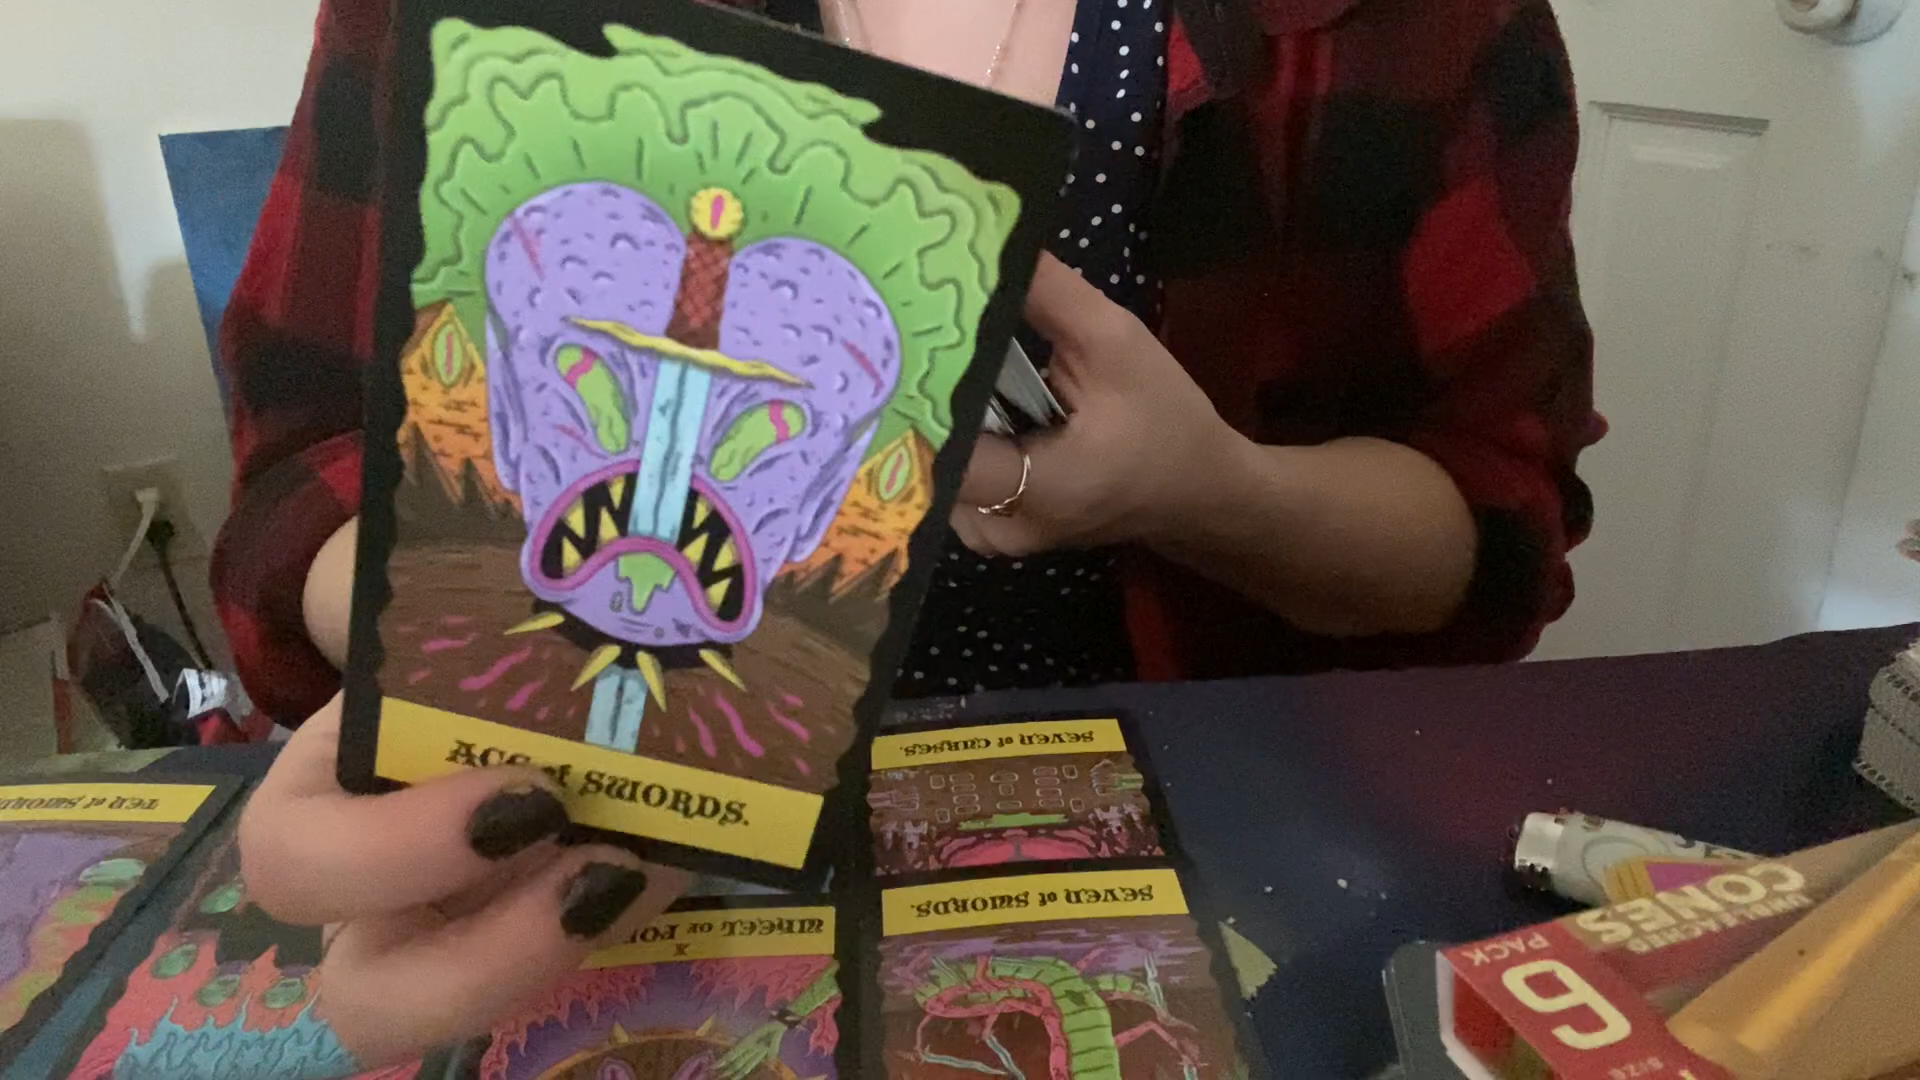 ACE of SWORDS.
SEVEN of CURSES.
SEVEN of SWORDS.
TEN of SWORDS
X
WHEEL OF FO
UNBLEACHED
CONES
6
PACK
SIZE